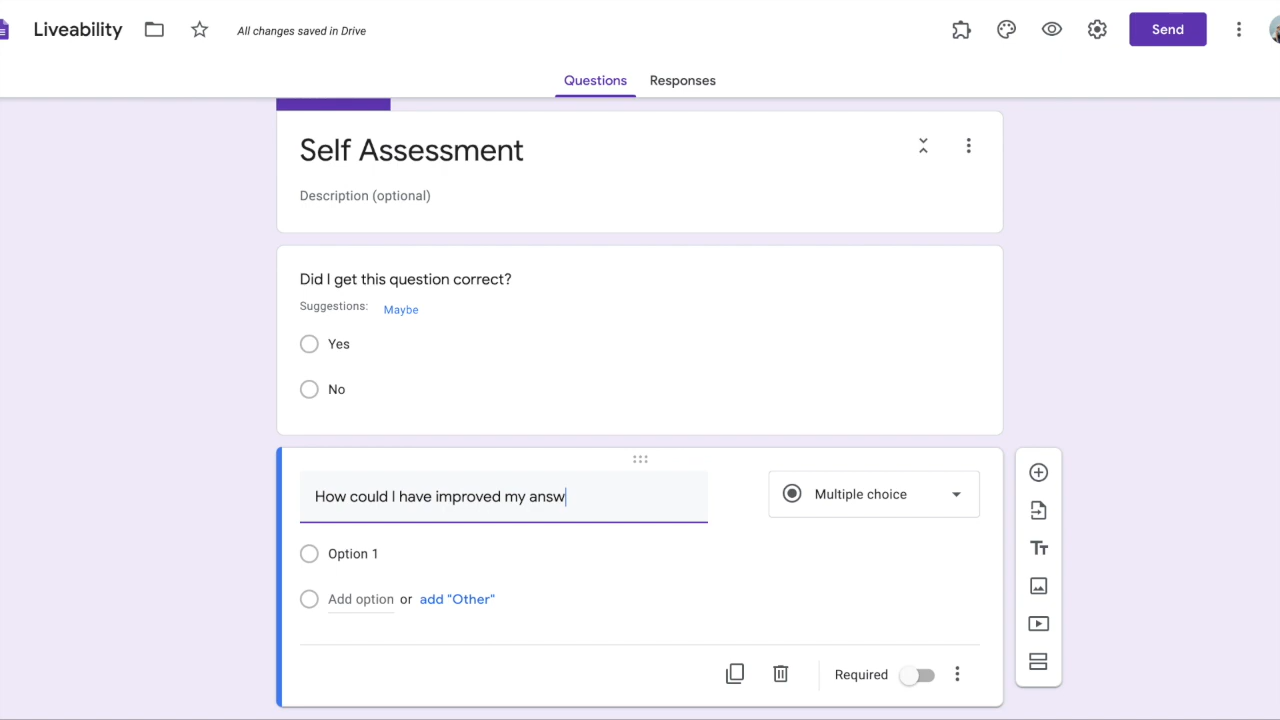 Liveability
All changes saved in Drive
Send
Questions
Responses
Self Assessment
Description (optional)
Did I get this question correct?
Suggestions: Maybe
Yes
No
How could I have improved my answ
Multiple choice
Option 1
Add option or add "Other"
Required